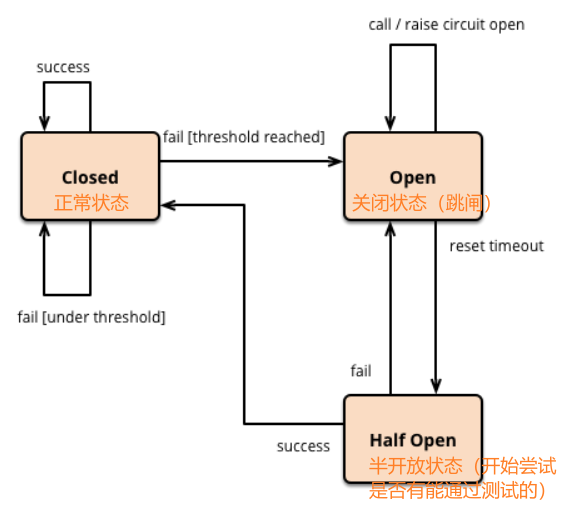 call / raise circuit open
success
fail [threshold reached]
Closed
正常状态
Open
关闭状态（跳闸）
reset timeout
fail [under threshold]
fail
success
Half Open
半开放状态（开始尝试
是否有能通过测试的）